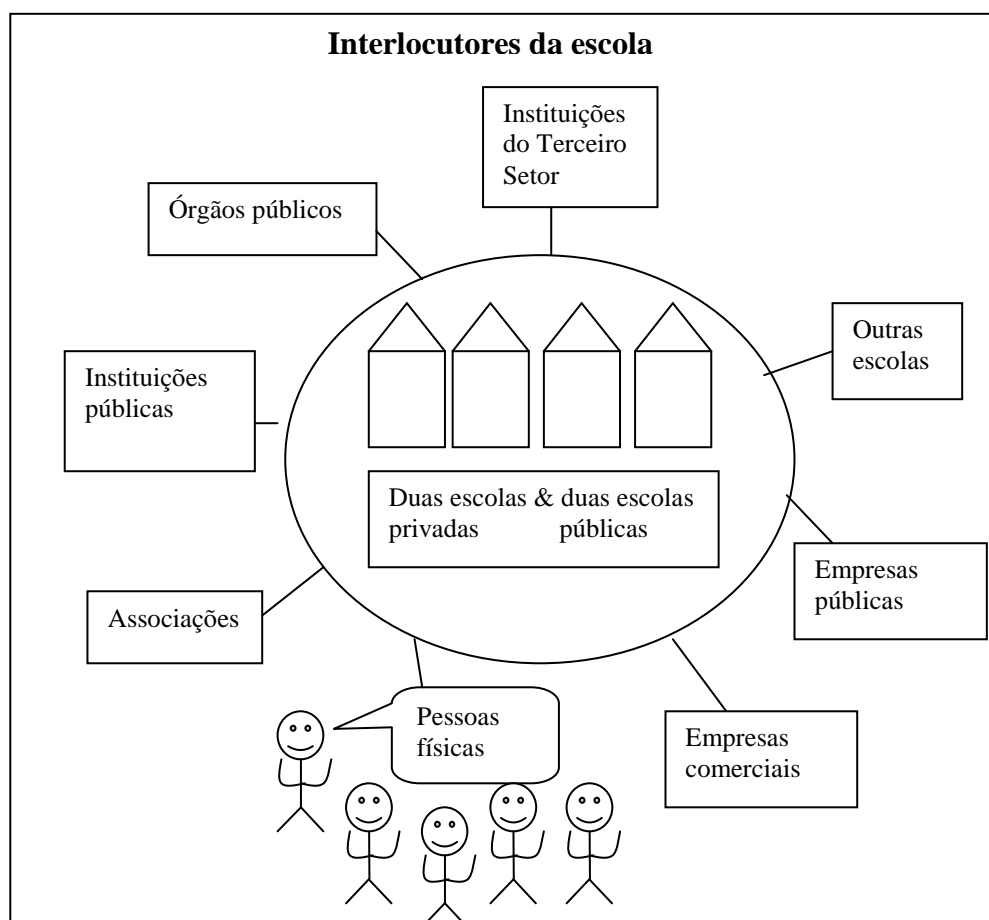 Interlocutores da escola
Instituições
do Terceiro
Setor
Órgãos públicos
Outras
escolas
Instituições
públicas
Duas escolas & duas escolas
privadas públicas
Empresas
públicas
Associações
Pessoas
físicas
Empresas
comerciais